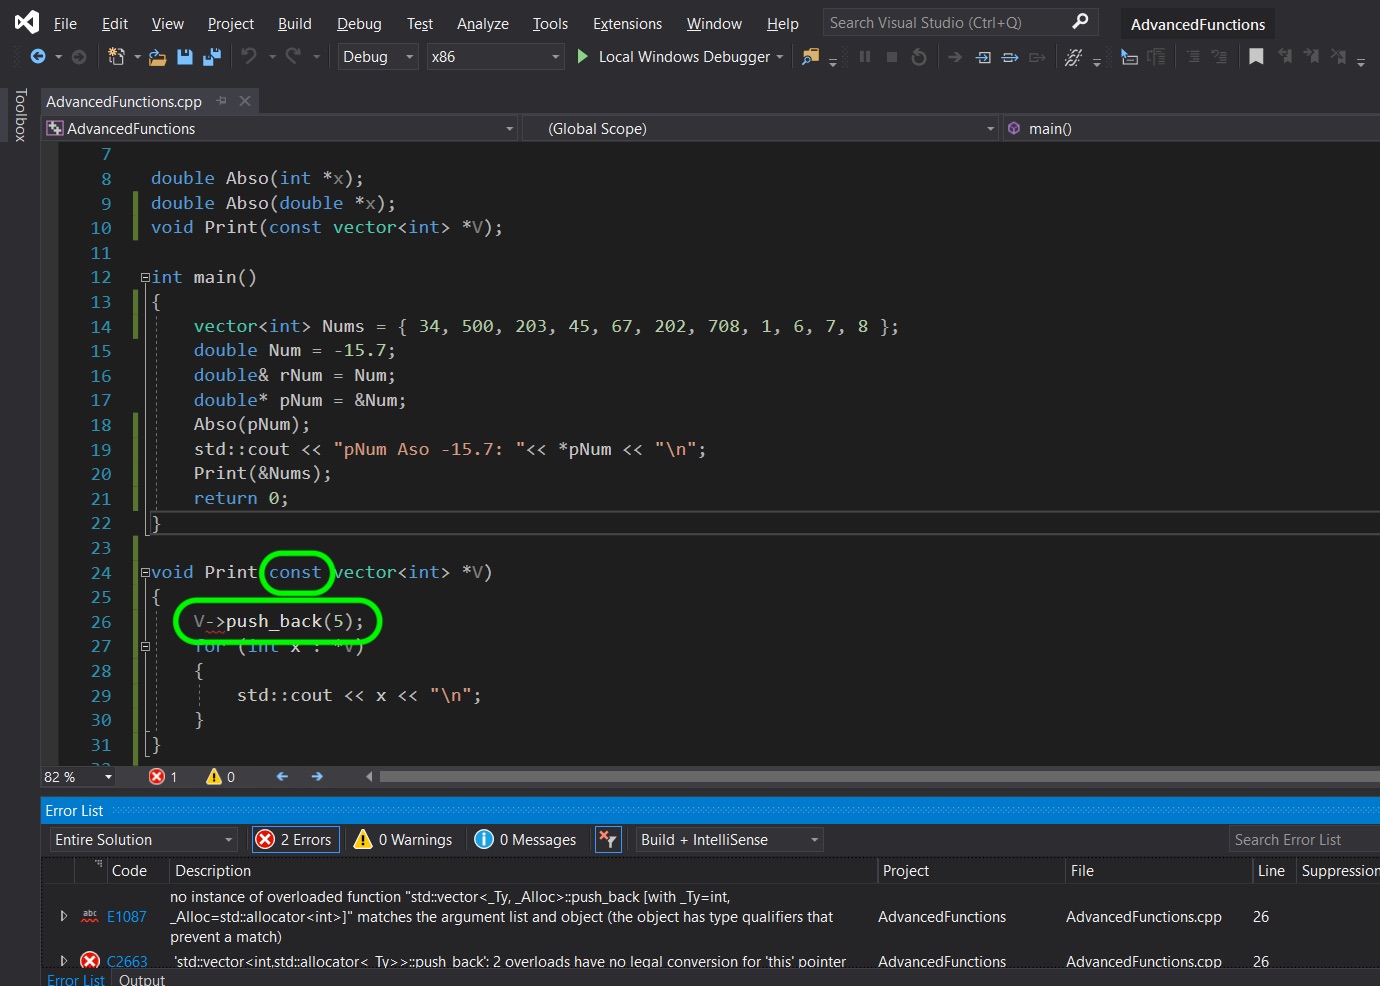 File Edit View Project Build Debug Test Analyze Tools Extensions Window Help Search Visual Studio (Ctrl+Q) AdvancedFunctions
Debug x86 Local Windows Debugger
Toolbox
AdvancedFunctions.cpp
AdvancedFunctions (Global Scope) main()
7
8 double Abso(int *x);
9 double Abso(double *x);
10 void Print(const vector<int> *V);
11
12 int main()
13 {
14 vector<int> Nums = { 34, 500, 203, 45, 67, 202, 708, 1, 6, 7, 8 };
15 double Num = -15.7;
16 double& rNum = Num;
17 double* pNum = &Num;
18 Abso(pNum);
19 std::cout << "pNum Aso -15.7: "<< *pNum << "\n";
20 Print(&Nums);
21 return 0;
22 }
23
24 void Print const vector<int> *V)
25 {
26 V->push_back(5);
27 for (int x : *V)
28 {
29 std::cout << x << "\n";
30 }
31 }
82 % 1 0
Error List
Entire Solution 2 Errors 0 Warnings 0 Messages Build + IntelliSense Search Error List
Code Description Project File Line Suppression
no instance of overloaded function "std::vector<_Ty, _Alloc>::push_back [with _Ty=int,
abc E1087 _Alloc=std::allocator<int>]" matches the argument list and object (the object has type qualifiers that AdvancedFunctions AdvancedFunctions.cpp 26
prevent a match)
C2663 'std::vector<int,std::allocator<_Ty>>::push_back': 2 overloads have no legal conversion for 'this' pointer AdvancedFunctions AdvancedFunctions.cpp 26
Error List Output